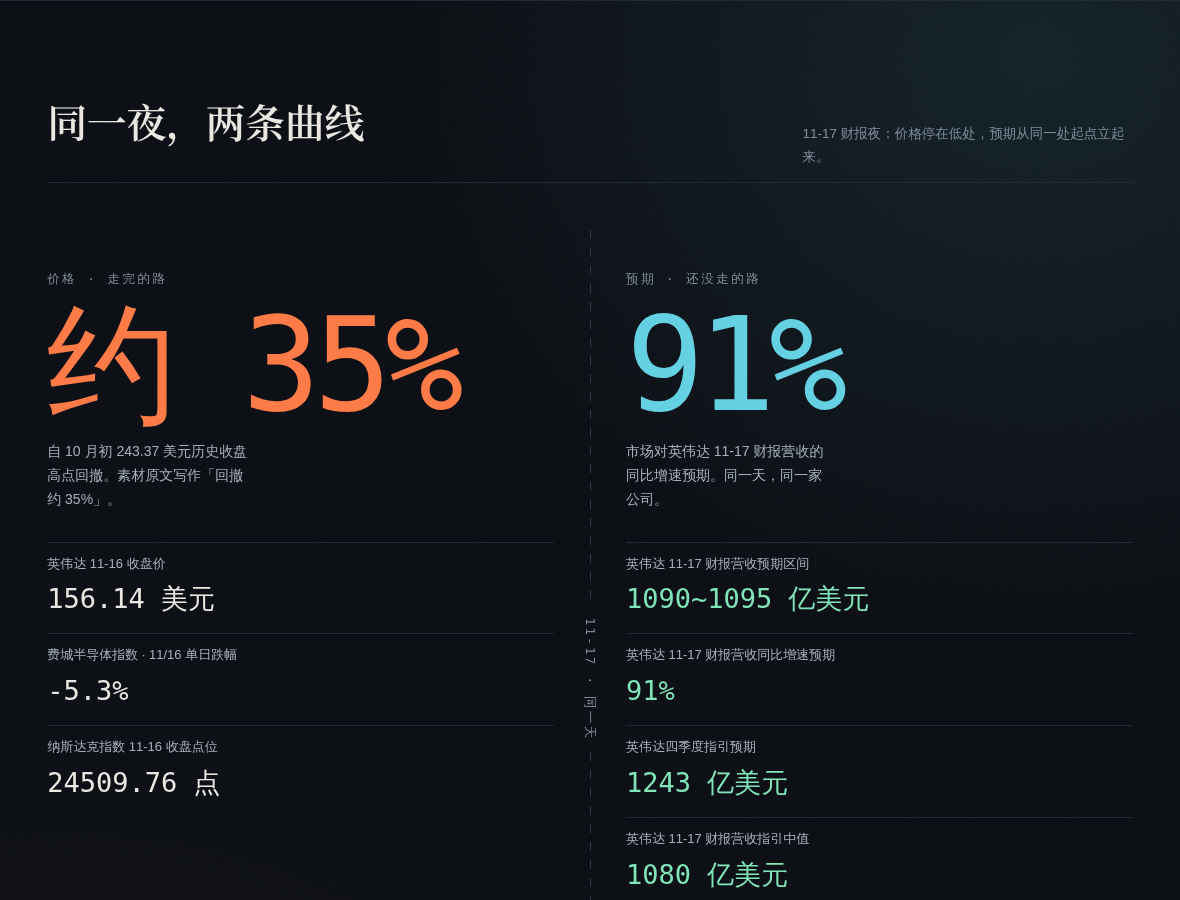 同一夜，两条曲线
11-17 财报夜：价格停在低处，预期从同一处起点立起
来。
价格 · 走完的路
约 35%
自 10 月初 243.37 美元历史收盘
高点回撤。素材原文写作「回撤
约 35%」。
英伟达 11-16 收盘价
156.14 美元
费城半导体指数 · 11/16 单日跌幅
-5.3%
纳斯达克指数 11-16 收盘点位
24509.76 点
11-17 · 同一天
预期 · 还没走的路
91%
市场对英伟达 11-17 财报营收的
同比增速预期。同一天，同一家
公司。
英伟达 11-17 财报营收预期区间
1090~1095 亿美元
英伟达 11-17 财报营收同比增速预期
91%
英伟达四季度指引预期
1243 亿美元
英伟达 11-17 财报营收指引中值
1080 亿美元